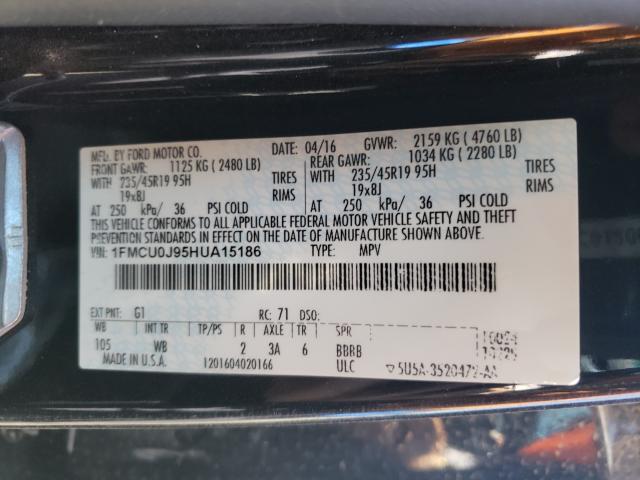 MFD. BY FORD MOTOR CO. DATE: 04/16 GVWR: 2159 KG (4760 LB)
FRONT GAWR: 1125 KG (2480 LB) REAR GAWR: 1034 KG (2280 LB)
WITH 235/45R19 95H TIRES WITH 235/45R19 95H TIRES
19x8J RIMS 19x8J RIMS
AT 250 kPa/ 36 PSI COLD AT 250 kPa/ 36 PSI COLD
THIS VEHICLE CONFORMS TO ALL APPLICABLE FEDERAL MOTOR VEHICLE SAFETY AND THEFT
PREVENTION STANDARDS IN EFFECT ON THE DATE OF MANUFACTURE SHOWN ABOVE.
VIN: 1FMCU0J95HUA15186 TYPE: MPV
EXT PNT: G1 RC: 71 DSO:
WB INT TR TP/PS R AXLE TR SPR
105 WB 2 3A 6 BBRB
MADE IN U.S.A. 1201604020166 ULC
5U5A-3520472-AA